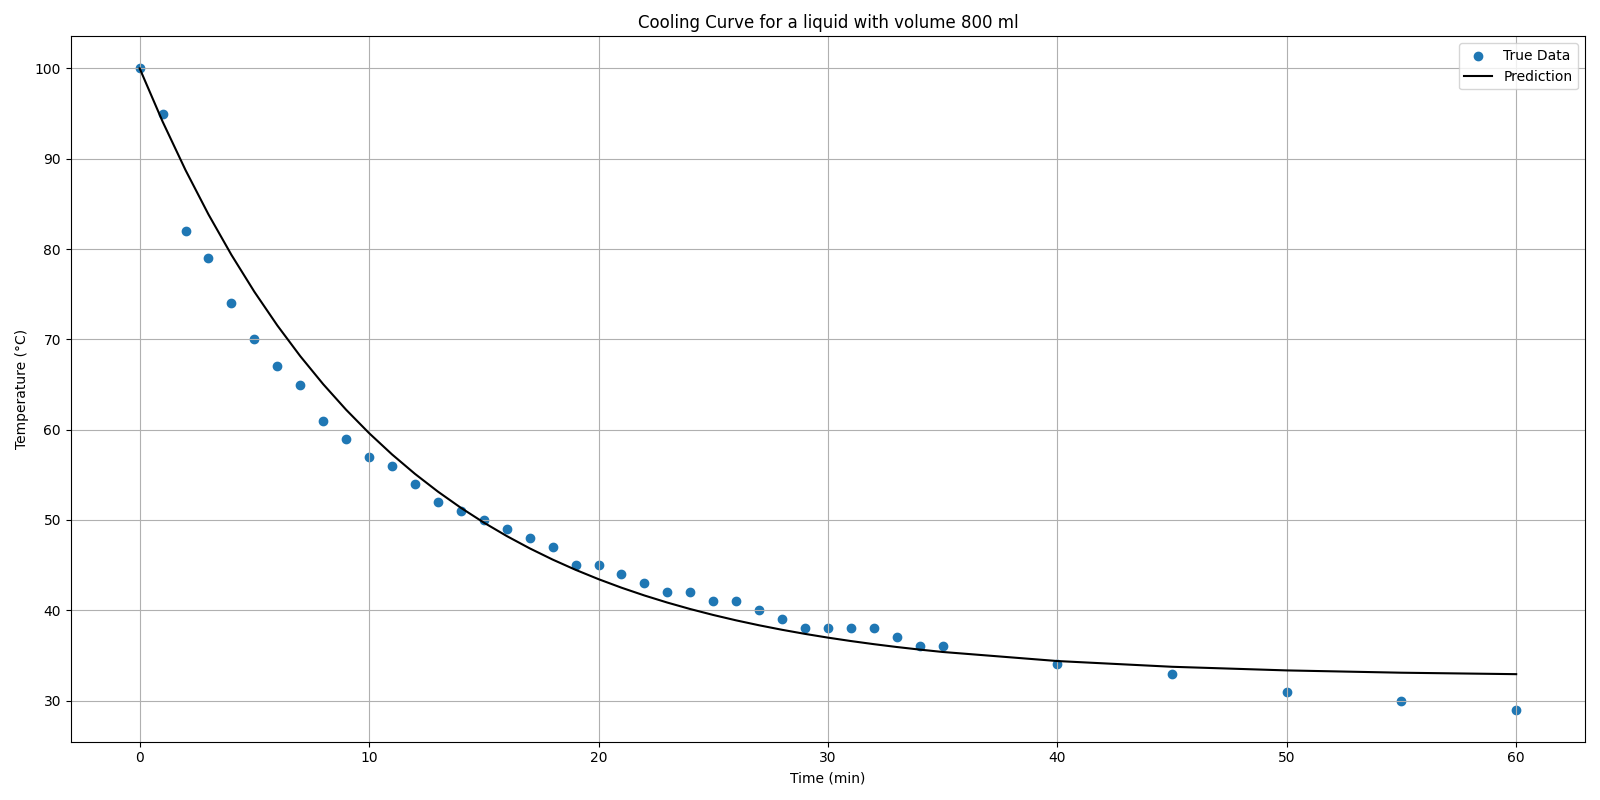 Cooling Curve for a liquid with volume 800 ml
True Data
Prediction
Temperature (°C)
100
90
80
70
60
50
40
30
0 10 20 30 40 50 60
Time (min)